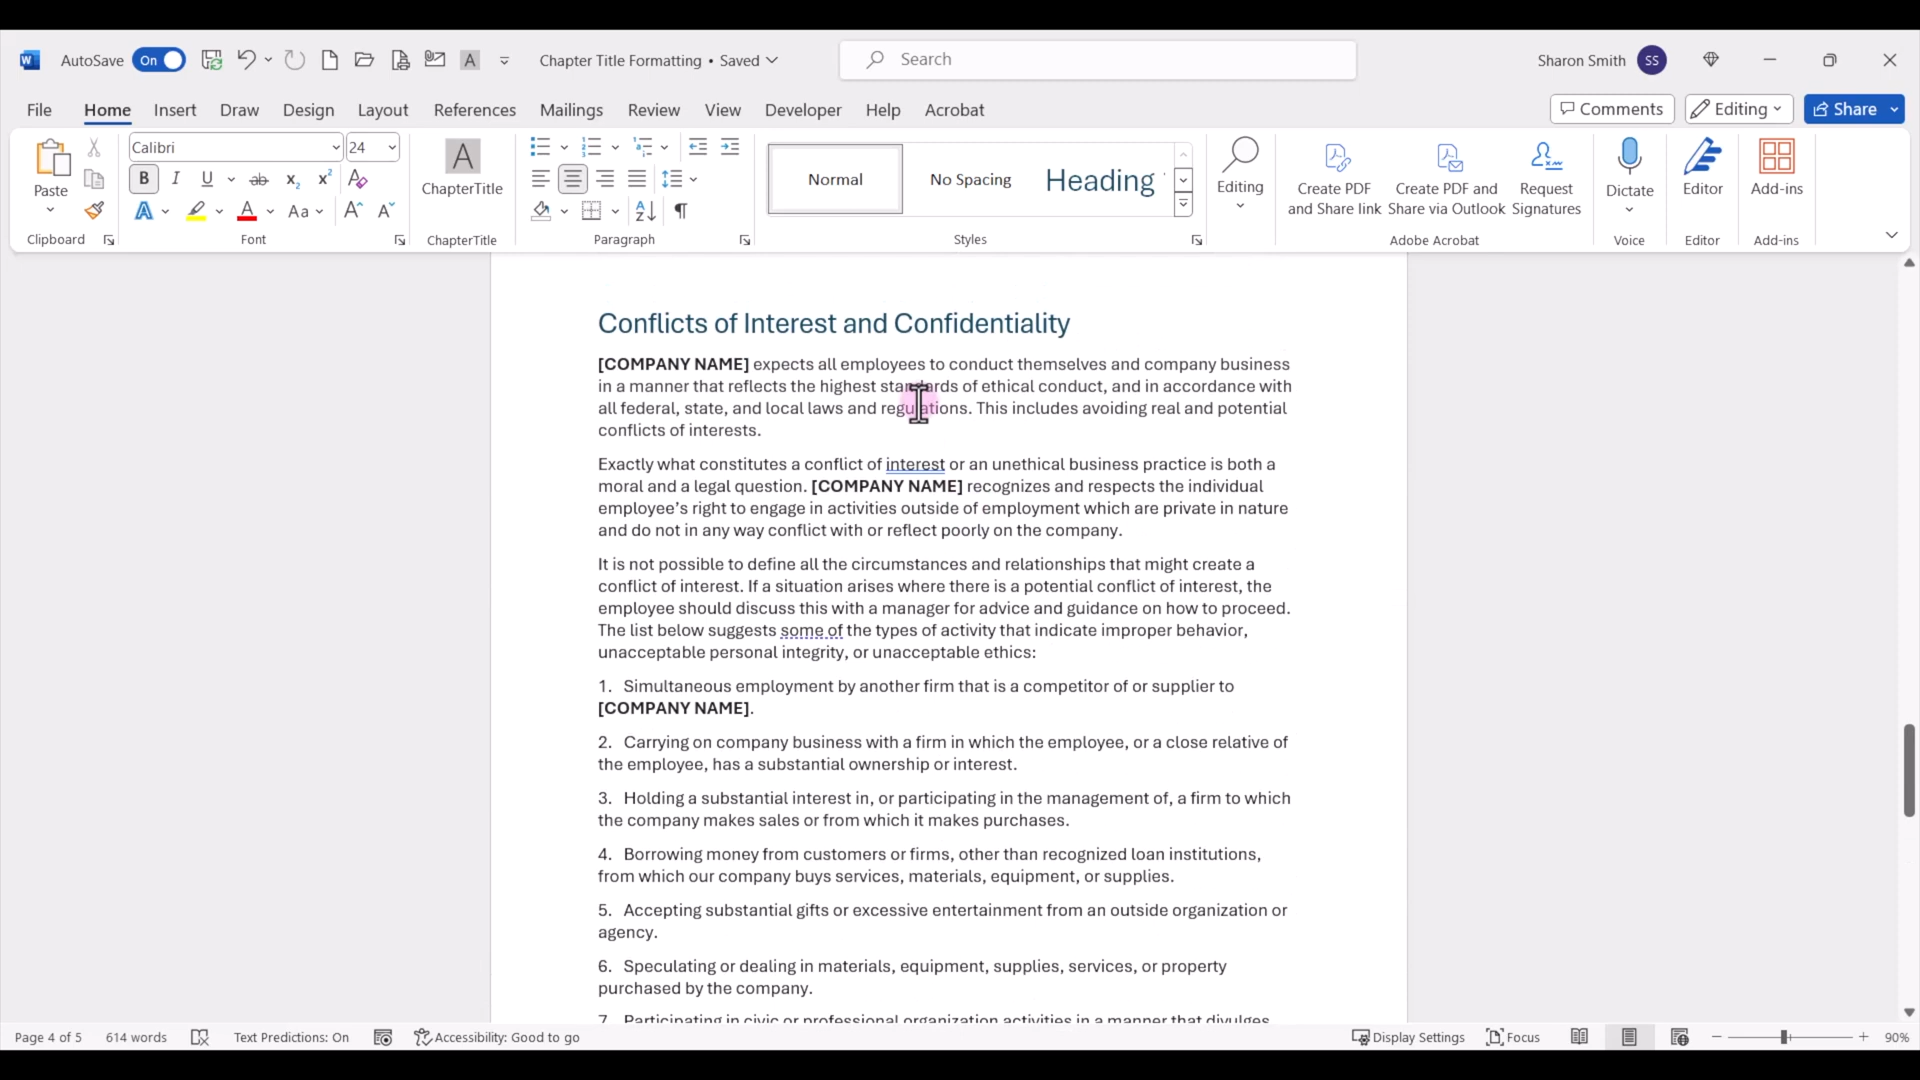 AutoSave On Chapter Title Formatting • Saved Search Sharon Smith SS
File Home Insert Draw Design Layout References Mailings Review View Developer Help Acrobat Comments Editing Share
Calibri 24
Normal No Spacing Heading
Paste ChapterTitle Editing Create PDF and Share link Create PDF and Share via Outlook Request Signatures Dictate Editor Add-ins
Clipboard Font ChapterTitle Paragraph Styles Adobe Acrobat Voice Editor Add-ins
Conflicts of Interest and Confidentiality
[COMPANY NAME] expects all employees to conduct themselves and company business
in a manner that reflects the highest standards of ethical conduct, and in accordance with
all federal, state, and local laws and regulations. This includes avoiding real and potential
conflicts of interests.
Exactly what constitutes a conflict of interest or an unethical business practice is both a
moral and a legal question. [COMPANY NAME] recognizes and respects the individual
employee’s right to engage in activities outside of employment which are private in nature
and do not in any way conflict with or reflect poorly on the company.
It is not possible to define all the circumstances and relationships that might create a
conflict of interest. If a situation arises where there is a potential conflict of interest, the
employee should discuss this with a manager for advice and guidance on how to proceed.
The list below suggests some of the types of activity that indicate improper behavior,
unacceptable personal integrity, or unacceptable ethics:
1. Simultaneous employment by another firm that is a competitor of or supplier to
[COMPANY NAME].
2. Carrying on company business with a firm in which the employee, or a close relative of
the employee, has a substantial ownership or interest.
3. Holding a substantial interest in, or participating in the management of, a firm to which
the company makes sales or from which it makes purchases.
4. Borrowing money from customers or firms, other than recognized loan institutions,
from which our company buys services, materials, equipment, or supplies.
5. Accepting substantial gifts or excessive entertainment from an outside organization or
agency.
6. Speculating or dealing in materials, equipment, supplies, services, or property
purchased by the company.
7. Participating in civic or professional organization activities in a manner that divulges
Page 4 of 5 614 words Text Predictions: On Accessibility: Good to go Display Settings Focus 90%